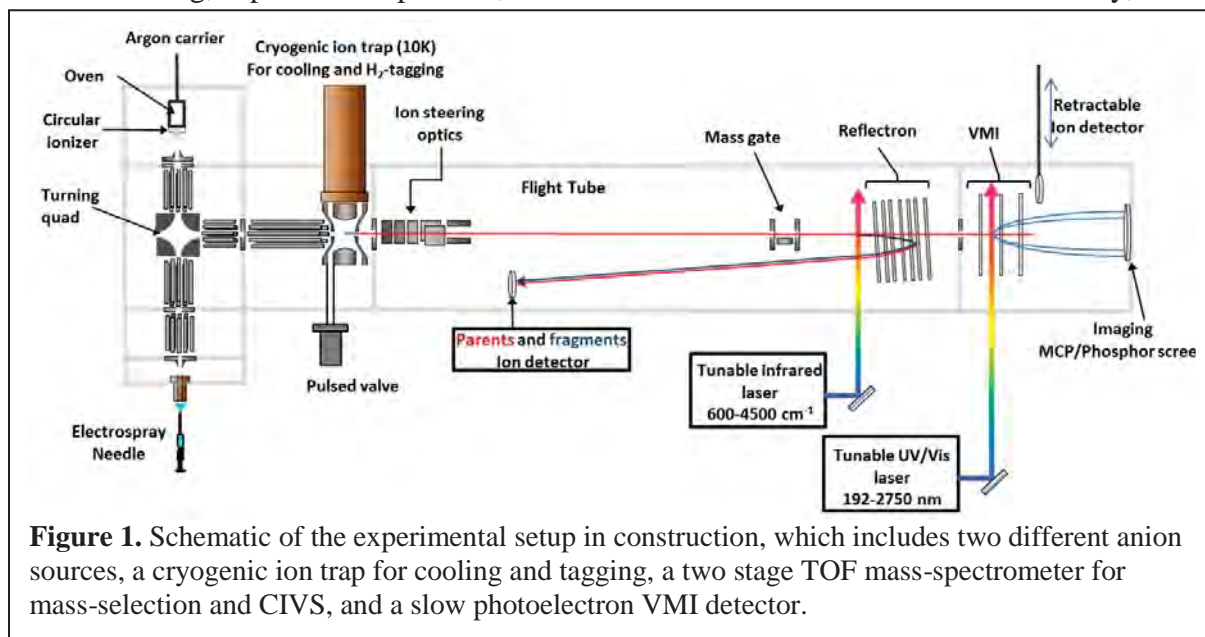 Argon carrier
Oven
Circular
ionizer
Turning
quad
Electrospray
Needle
Cryogenic ion trap (10K)
For cooling and H₂-tagging
Ion steering
optics
Pulsed valve
Flight Tube
Parents and fragments
Ion detector
Mass gate
Reflectron
VMI
Retractable
Ion detector
Imaging
MCP/Phosphor scree
Tunable infrared
laser
600-4500 cm⁻¹
Tunable UV/Vis
laser
192-2750 nm
Figure 1. Schematic of the experimental setup in construction, which includes two different anion
sources, a cryogenic ion trap for cooling and tagging, a two stage TOF mass-spectrometer for
mass-selection and CIVS, and a slow photoelectron VMI detector.